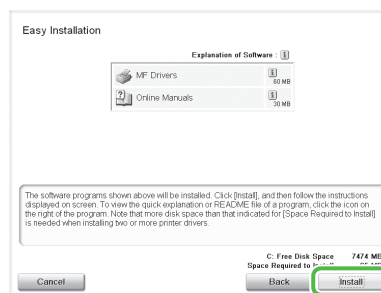 Easy Installation
Explanation of Software :
MF Drivers
60 MB
Online Manuals
30 MB
The software programs shown above will be installed. Click [Install], and then follow the instructions
displayed on screen. To view the quick explanation or README file of a program, click the icon on
the right of the program. Note that more disk space than that indicated for [Space Required to Install]
is needed when installing two or more printer drivers.
C: Free Disk Space 7474 MB
Space Required to Install
Cancel
Back
Install